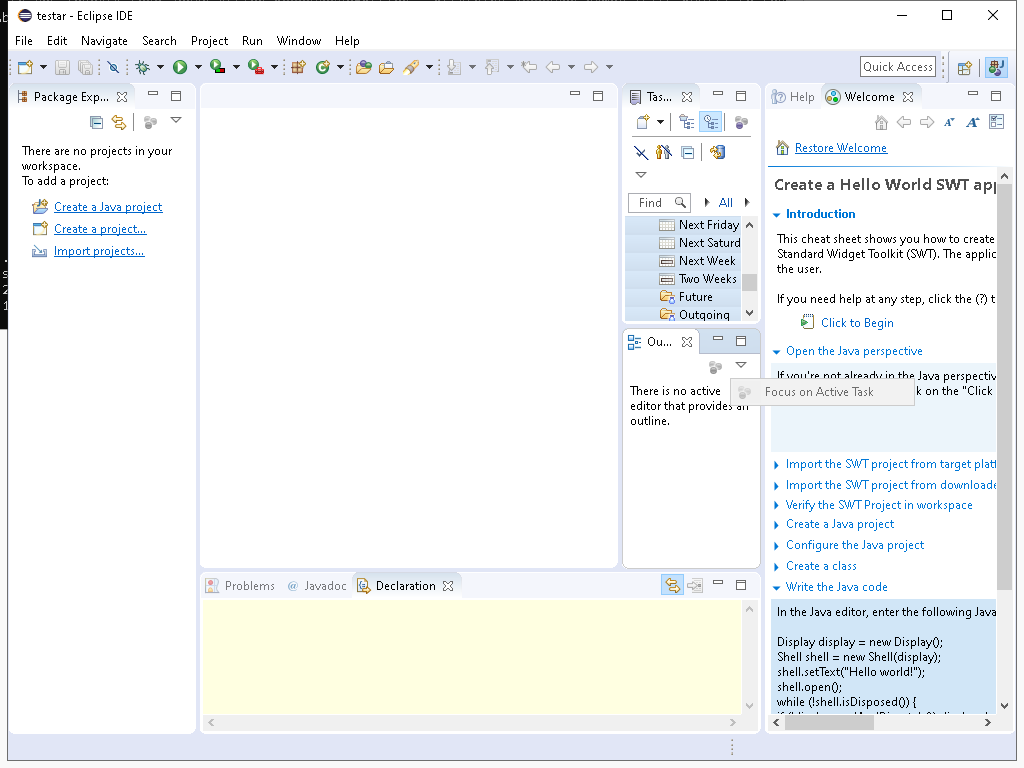 testar - Eclipse IDE
File Edit Navigate Search Project Run Window Help
Quick Access
Package Exp...
There are no projects in your
workspace.
To add a project:
Create a Java project
Create a project...
Import projects...
Tas...
Find
All
Next Friday
Next Saturd
Next Week
Two Weeks
Future
Outgoing
Ou...
There is no active
editor that provides an
outline.
Focus on Active Task
Help Welcome
Restore Welcome
Create a Hello World SWT app
Introduction
This cheat sheet shows you how to create
Standard Widget Toolkit (SWT). The applic
the user.
If you need help at any step, click the (?) t
Click to Begin
Open the Java perspective
If you're not already in the Java perspectiv
k on the "Click
Import the SWT project from target platf
Import the SWT project from downloade
Verify the SWT Project in workspace
Create a Java project
Configure the Java project
Create a class
Write the Java code
In the Java editor, enter the following Java
Display display = new Display();
Shell shell = new Shell(display);
shell.setText("Hello world!");
shell.open();
while (!shell.isDisposed()) {
Problems @ Javadoc Declaration